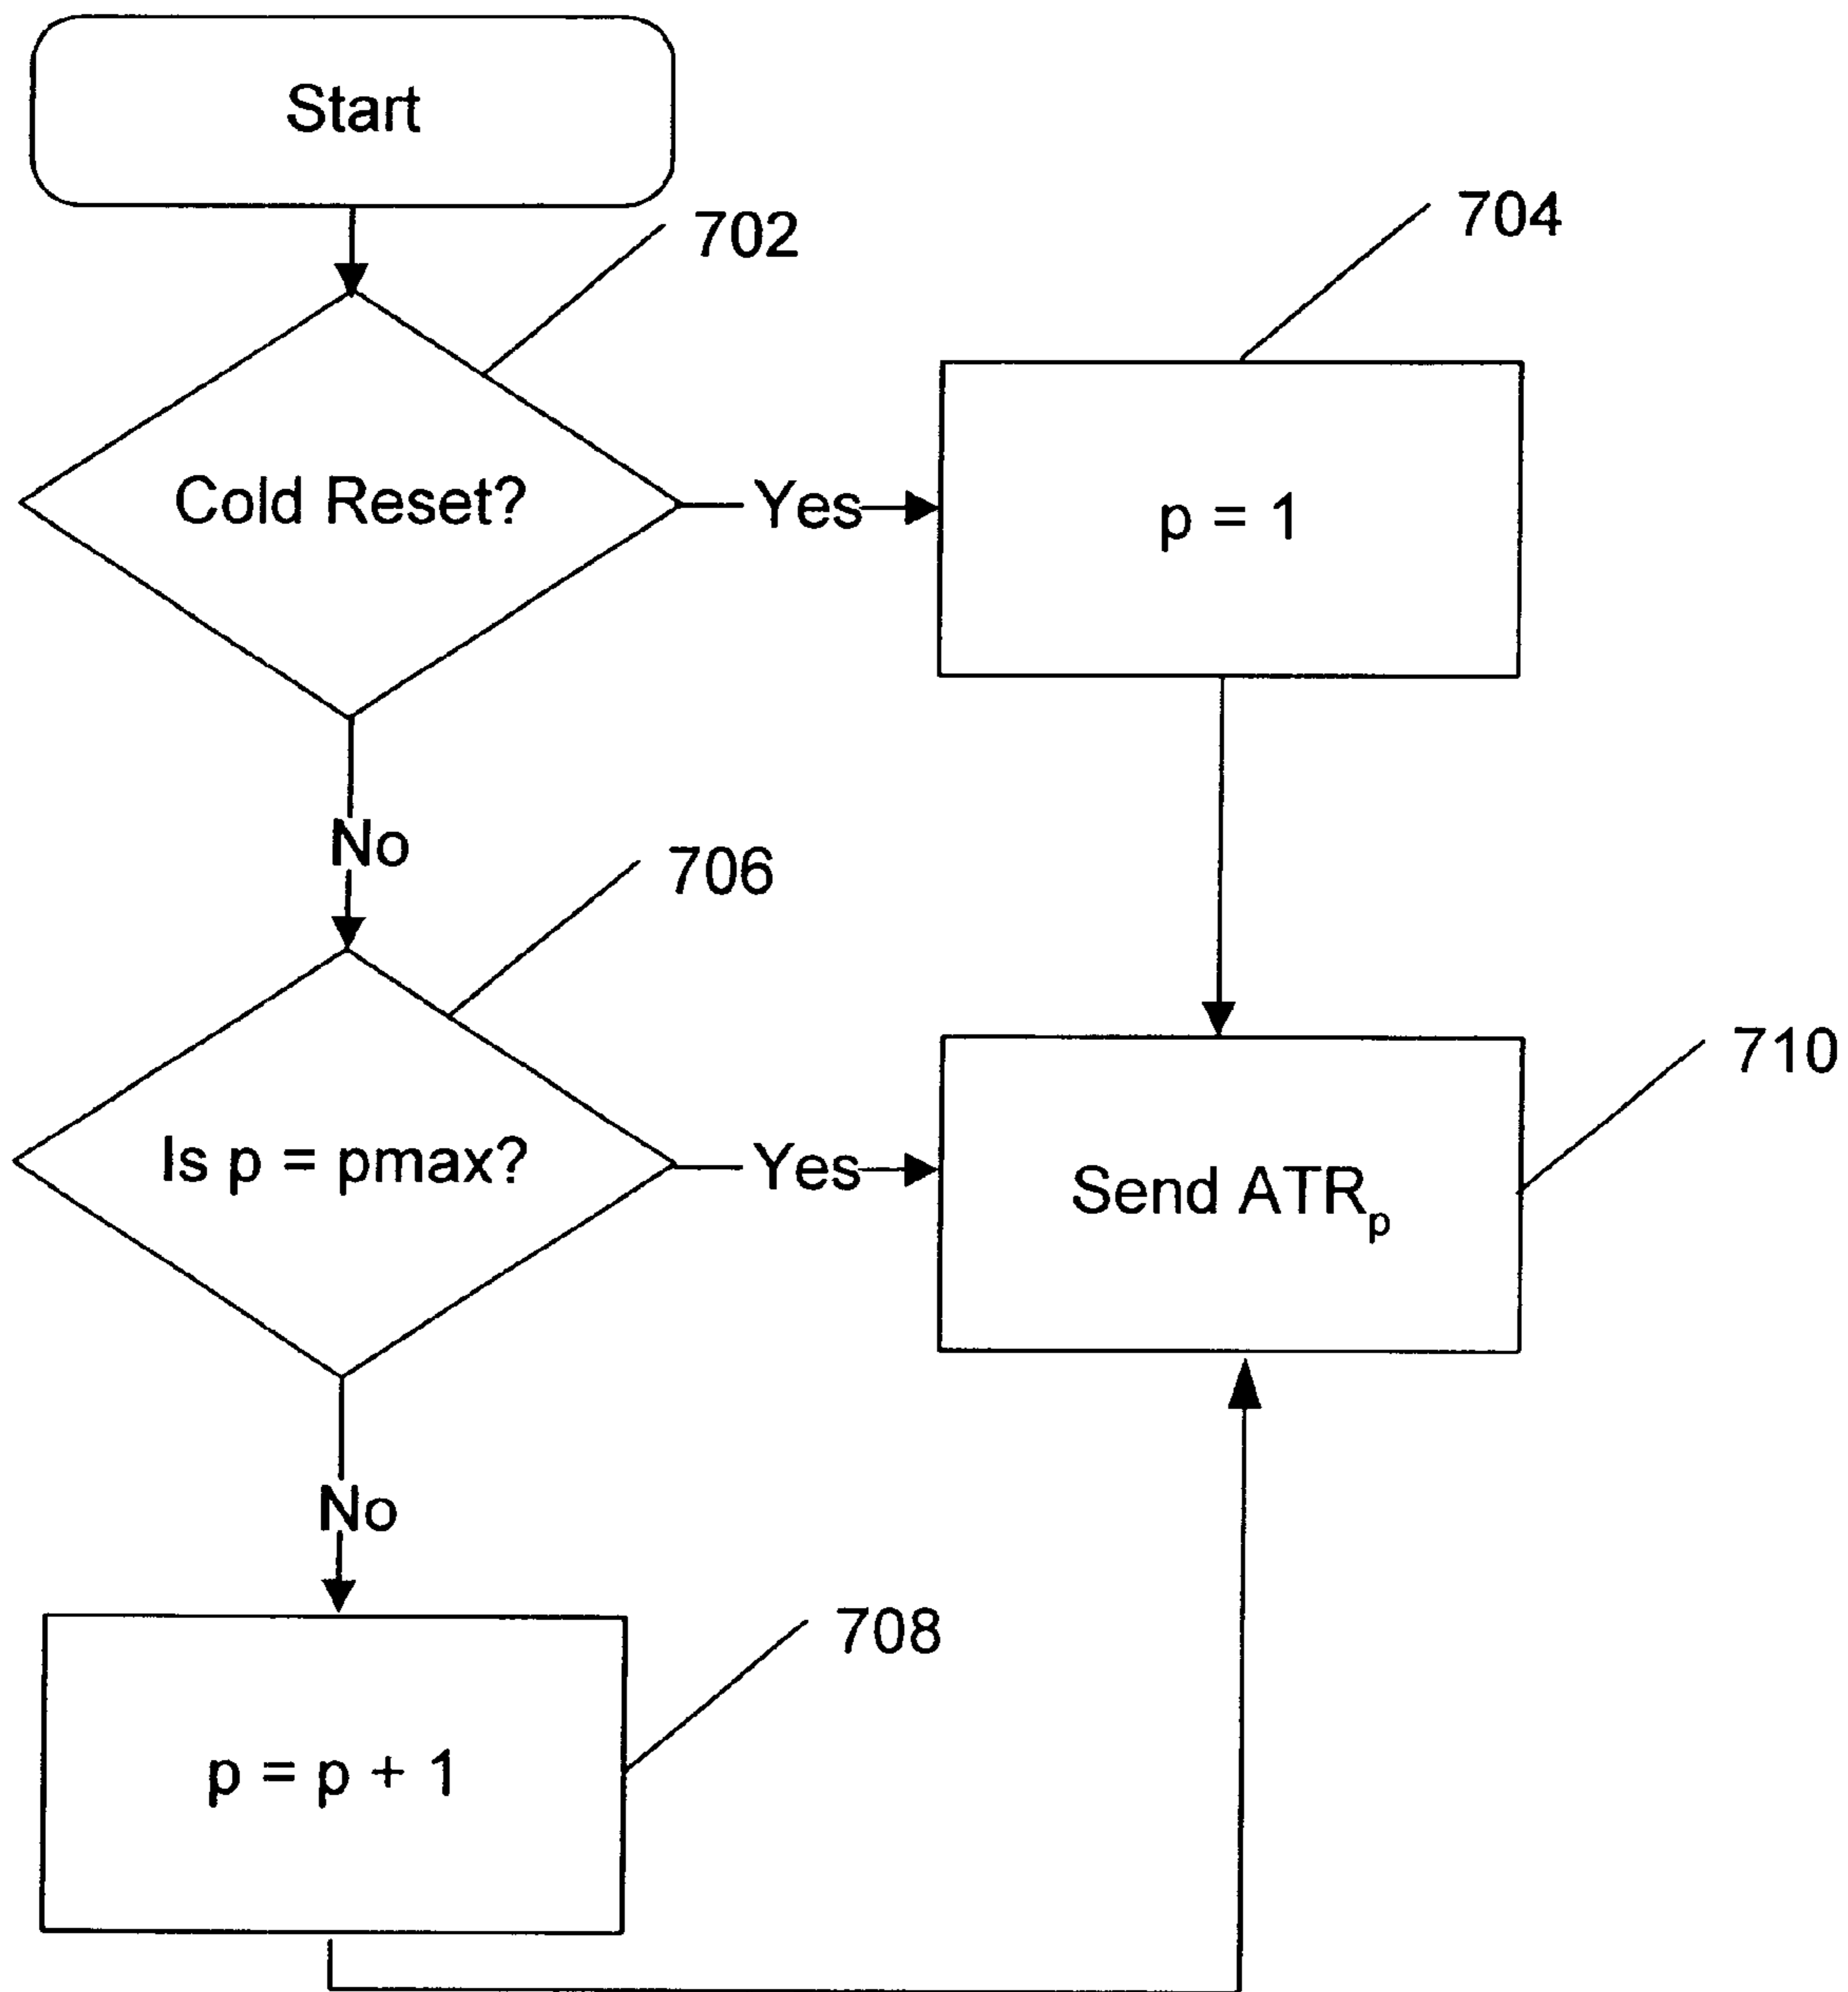 Start
702
704
Cold Reset?
Yes
p = 1
No
706
710
Is p = pmax?
Yes
Send ATRp
No
708
p = p + 1